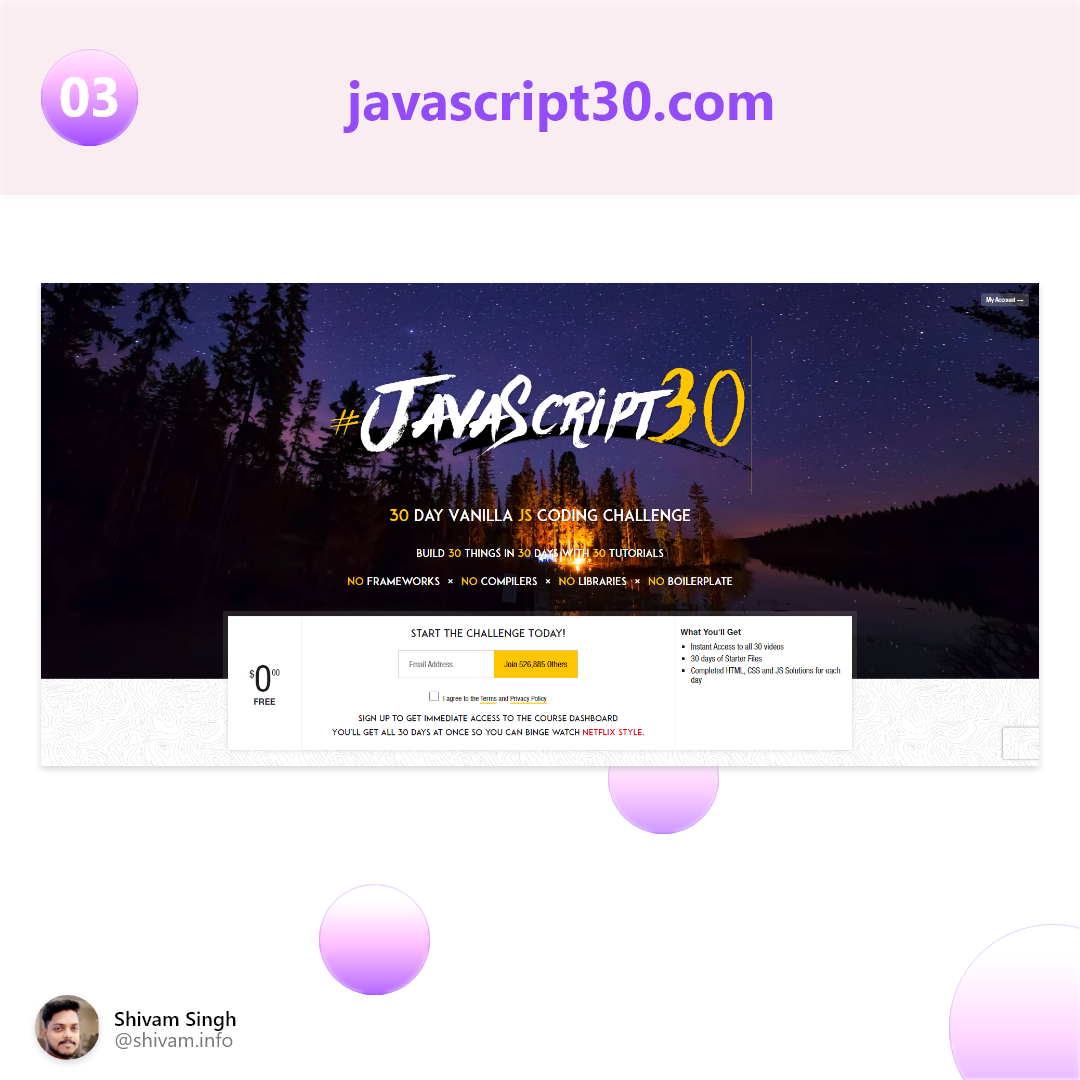 03
javascript30.com
My Account →
#JavaScript30
30 DAY VANILLA JS CODING CHALLENGE
BUILD 30 THINGS IN 30 DAYS WITH 30 TUTORIALS
NO FRAMEWORKS × NO COMPILERS × NO LIBRARIES × NO BOILERPLATE
$000
FREE
START THE CHALLENGE TODAY!
Email Address
Join 526,885 Others
I agree to the Terms and Privacy Policy
SIGN UP TO GET IMMEDIATE ACCESS TO THE COURSE DASHBOARD
YOU'LL GET ALL 30 DAYS AT ONCE SO YOU CAN BINGE WATCH NETFLIX STYLE.
What You'll Get
Instant Access to all 30 videos
30 days of Starter Files
Completed HTML, CSS and JS Solutions for each
day
Shivam Singh
@shivam.info